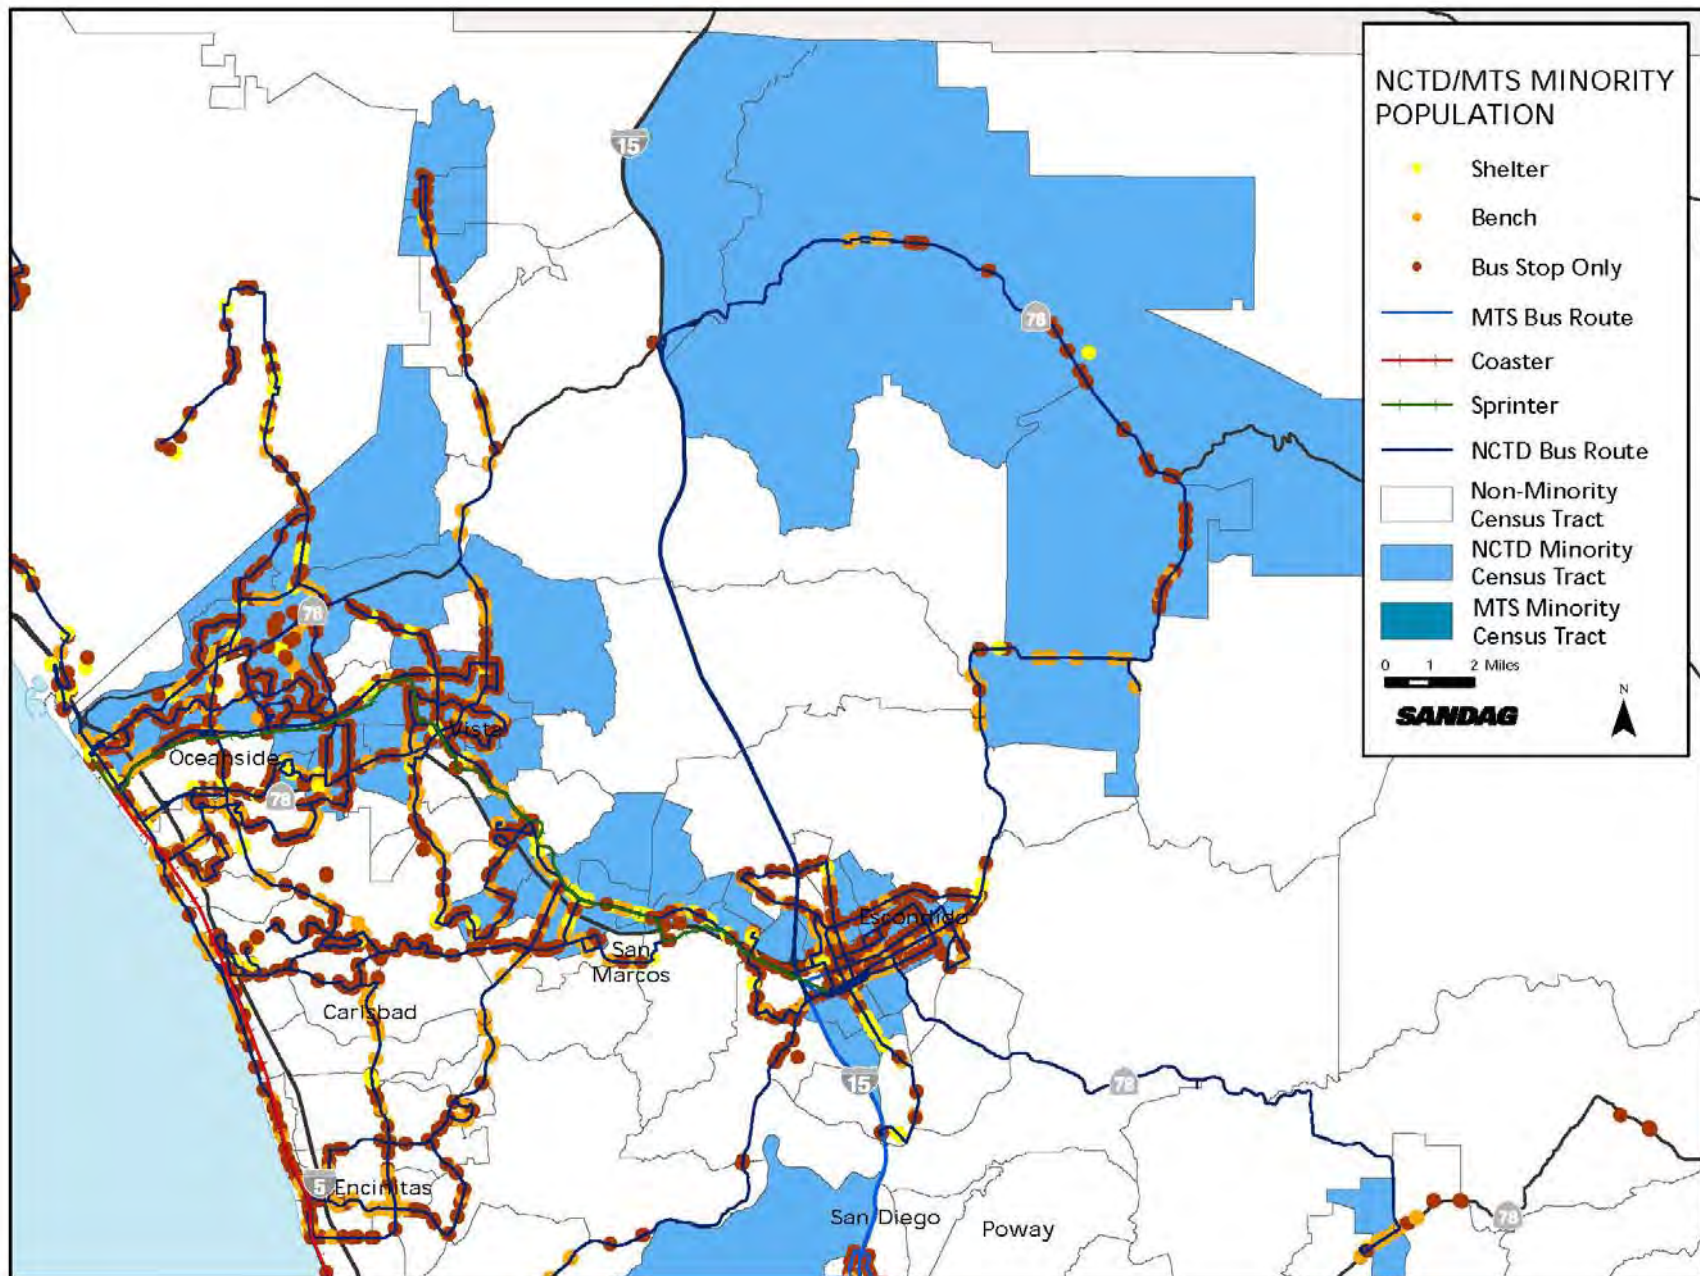 NCTD/MTS MINORITY
POPULATION
Shelter
Bench
Bus Stop Only
MTS Bus Route
Coaster
Sprinter
NCTD Bus Route
Non-Minority
Census Tract
NCTD Minority
Census Tract
MTS Minority
Census Tract
0 1 2 Miles
SANDAG
N
15
78
78
Vista
Oceanside
78
Escondido
San
Marcos
Carlsbad
15
78
5
Encinitas
San Diego
Poway
78